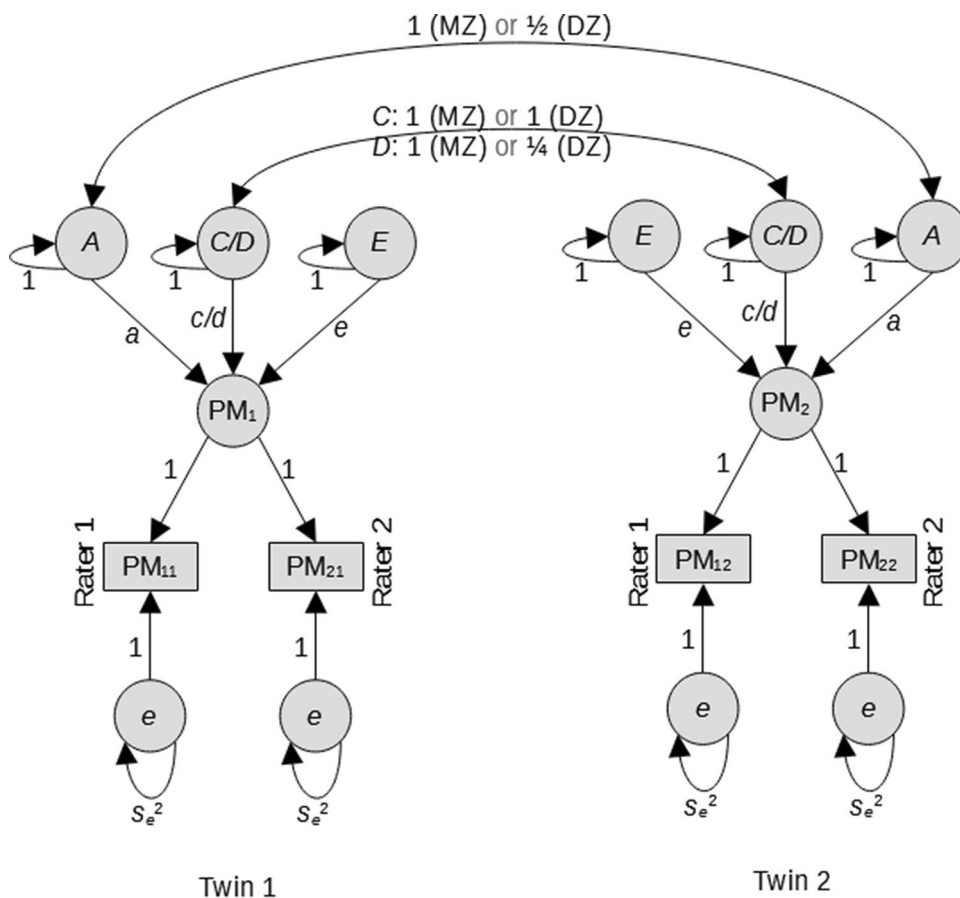 1 (MZ) or ½ (DZ)
C: 1 (MZ) or 1 (DZ)
D: 1 (MZ) or ¼ (DZ)
A C/D E E C/D A
1 1 1 1 1 1
a c/d e e c/d a
PM₁ PM₂
1 1 1 1
Rater 1 PM₁₁ PM₂₁ Rater 2 Rater 1 PM₁₂ PM₂₂ Rater 2
1 1 1 1
e e e e
Sₑ² Sₑ² Sₑ² Sₑ²
Twin 1 Twin 2